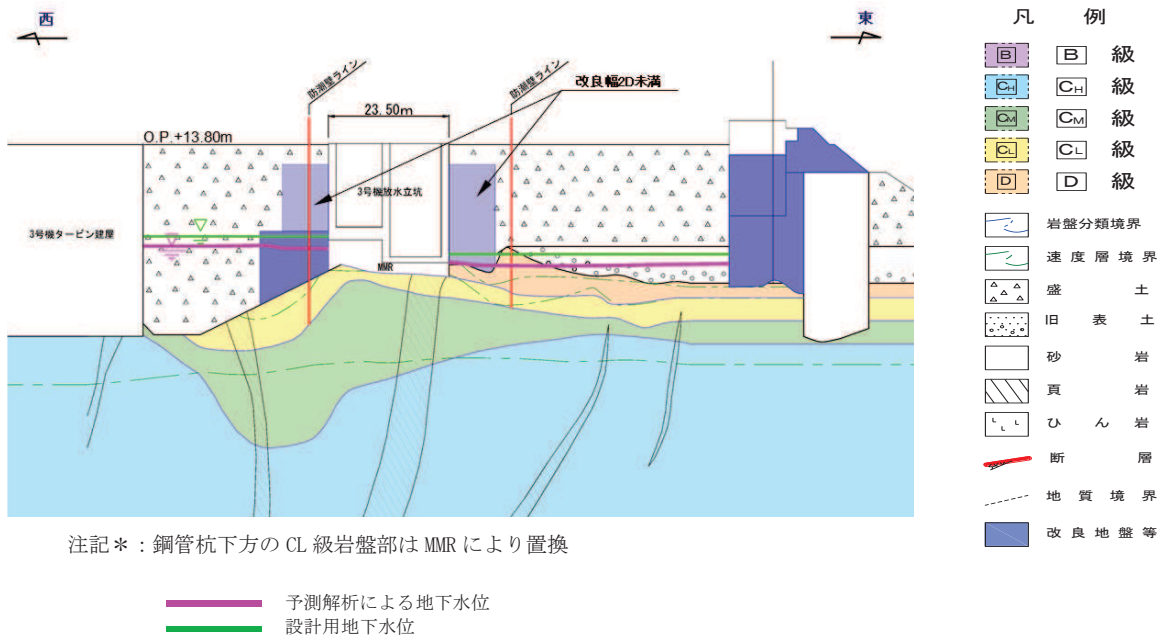 西
東
防潮壁ライン
防潮壁ライン
改良幅2D未満
23.50m
O.P.+13.80m
3号機放水立坑
3号機タービン建屋
MMR
凡 例
B B 級
CH CH 級
CM CM 級
CL CL 級
D D 級
岩盤分類境界
速度層境界
盛土
旧表土
砂岩
頁岩
ひん岩
断層
地質境界
改良地盤等
注記*:鋼管杭下方の CL 級岩盤部は MMR により置換
予測解析による地下水位
設計用地下水位